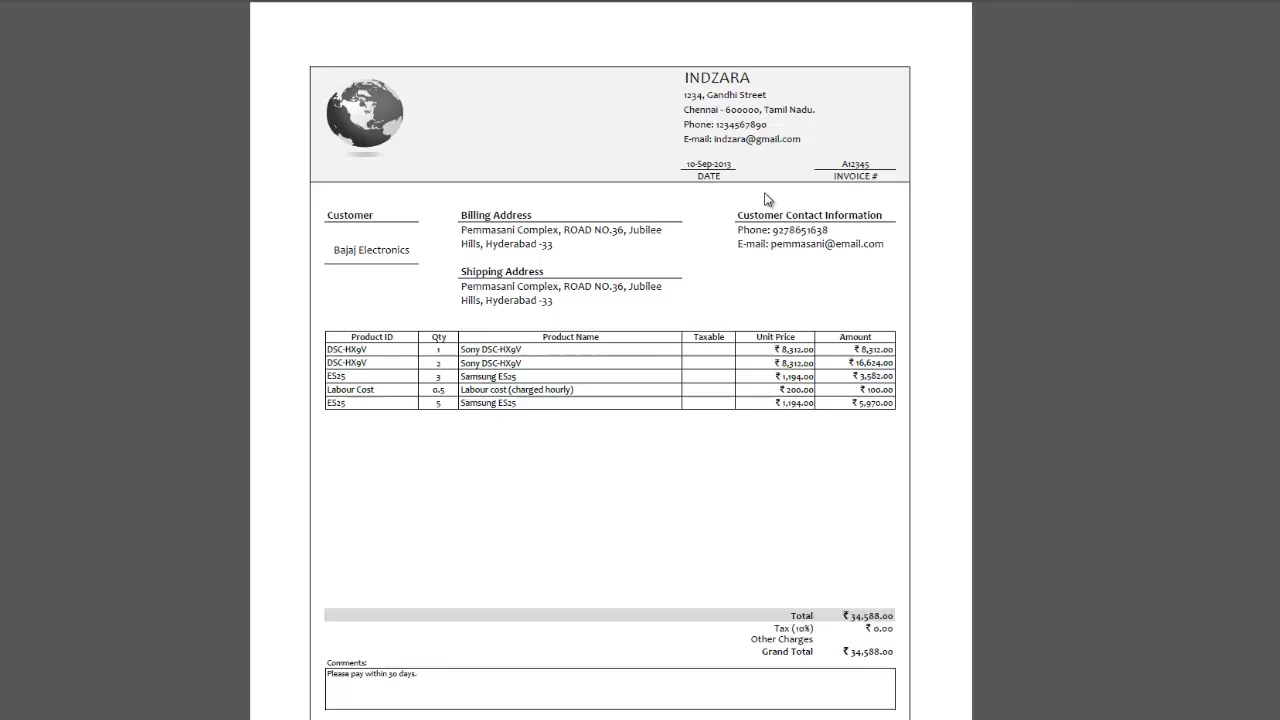 INDZARA
1234, Gandhi Street
Chennai - 600000, Tamil Nadu.
Phone: 1234567890
E-mail: Indzara@gmail.com
10-Sep-2013 A12345
DATE INVOICE #
Customer Billing Address Customer Contact Information
Pemmasani Complex, ROAD NO.36, Jubilee Phone: 9278651638
Hills, Hyderabad -33 E-mail: pemmasani@email.com
Bajaj Electronics
Shipping Address
Pemmasani Complex, ROAD NO.36, Jubilee
Hills, Hyderabad -33
Product ID Qty Product Name Taxable Unit Price Amount
DSC-HX9V 1 Sony DSC-HX9V ₹ 8,312.00 ₹ 8,312.00
DSC-HX9V 2 Sony DSC-HX9V ₹ 8,312.00 ₹ 16,624.00
ES25 3 Samsung ES25 ₹ 1,194.00 ₹ 3,582.00
Labour Cost 0.5 Labour cost (charged hourly) ₹ 200.00 ₹ 100.00
ES25 5 Samsung ES25 ₹ 1,194.00 ₹ 5,970.00
Total ₹ 34,588.00
Tax (10%) ₹ 0.00
Other Charges
Grand Total ₹ 34,588.00
Comments:
Please pay within 30 days.